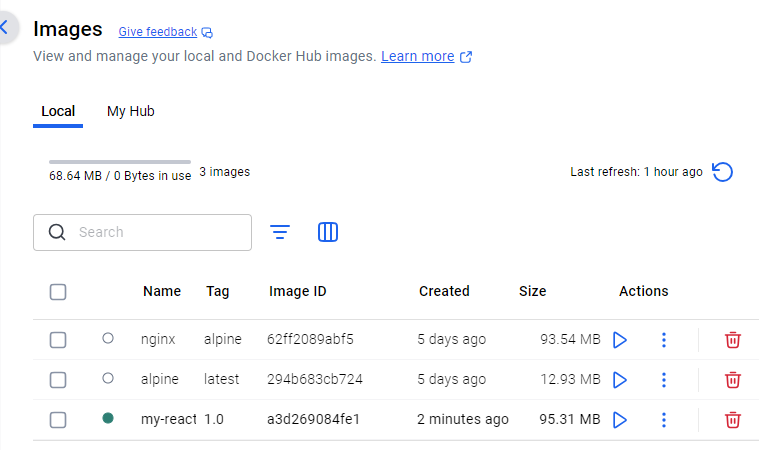 Images Give feedback
View and manage your local and Docker Hub images. Learn more
Local My Hub
68.64 MB / 0 Bytes in use 3 images Last refresh: 1 hour ago
Search
Name Tag Image ID Created Size Actions
nginx alpine 62ff2089abf5 5 days ago 93.54 MB
alpine latest 294b683cb724 5 days ago 12.93 MB
my-react 1.0 a3d269084fe1 2 minutes ago 95.31 MB